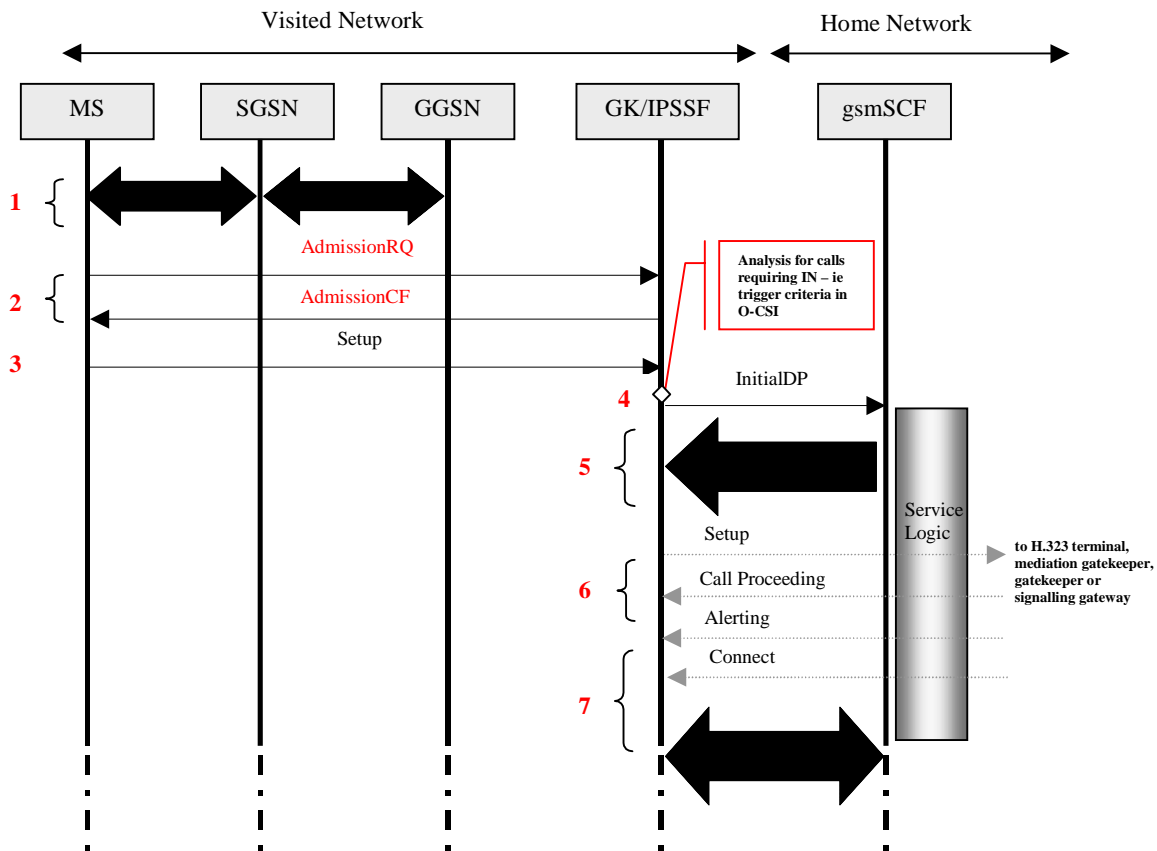 Visited Network
Home Network
MS
SGSN
GGSN
GK/IPSSF
gsmSCF
1
AdmissionRQ
Analysis for calls
requiring IN – ie
trigger criteria in
O-CSI
2
AdmissionCF
Setup
3
InitialDP
4
5
Service
Logic
Setup
to H.323 terminal,
mediation gatekeeper,
gatekeeper or
signalling gateway
6
Call Proceeding
Alerting
Connect
7